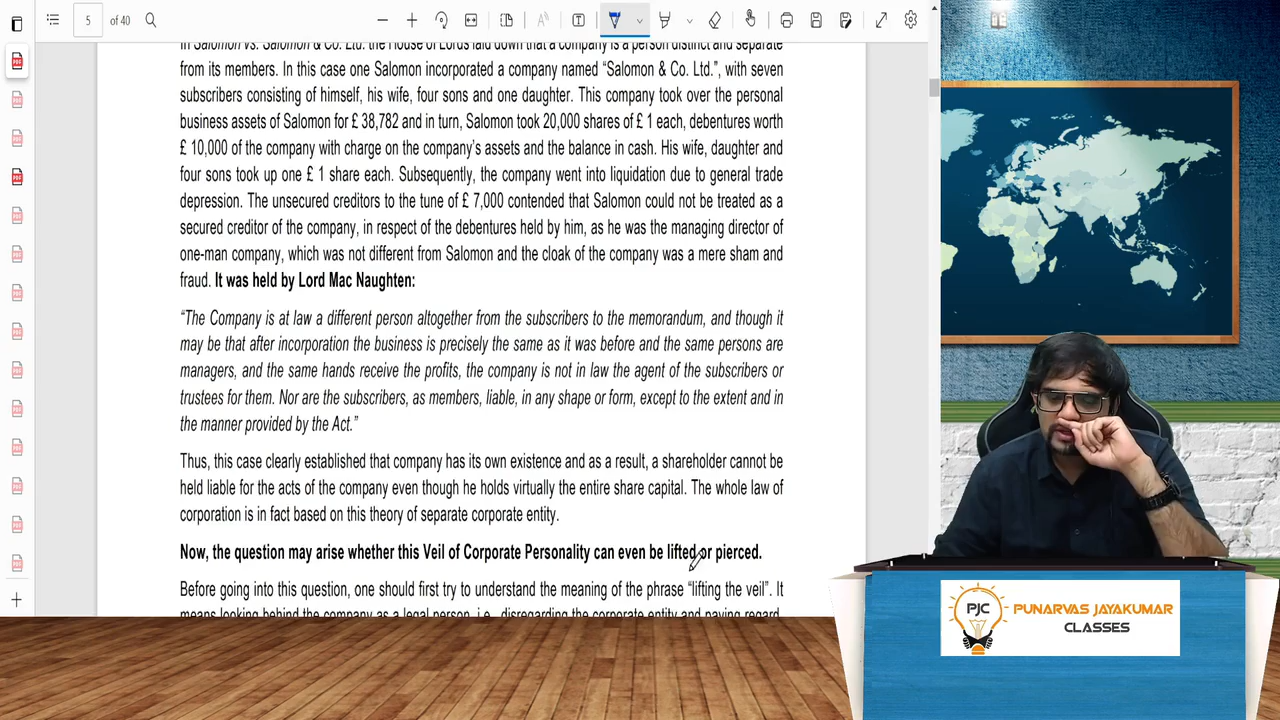 5 of 40
In Salomon vs. Salomon & Co. Ltd. the House of Lords laid down that a company is a person distinct and separate
from its members. In this case one Salomon incorporated a company named “Salomon & Co. Ltd.”, with seven
subscribers consisting of himself, his wife, four sons and one daughter. This company took over the personal
business assets of Salomon for £ 38,782 and in turn, Salomon took 20,000 shares of £ 1 each, debentures worth
£ 10,000 of the company with charge on the company’s assets and the balance in cash. His wife, daughter and
four sons took up one £ 1 share each. Subsequently, the company went into liquidation due to general trade
depression. The unsecured creditors to the tune of £ 7,000 contended that Salomon could not be treated as a
secured creditor of the company, in respect of the debentures held by him, as he was the managing director of
one-man company, which was not different from Salomon and the cloak of the company was a mere sham and
fraud. It was held by Lord Mac Naughten:
“The Company is at law a different person altogether from the subscribers to the memorandum, and though it
may be that after incorporation the business is precisely the same as it was before and the same persons are
managers, and the same hands receive the profits, the company is not in law the agent of the subscribers or
trustees for them. Nor are the subscribers, as members, liable, in any shape or form, except to the extent and in
the manner provided by the Act.”
Thus, this case clearly established that company has its own existence and as a result, a shareholder cannot be
held liable for the acts of the company even though he holds virtually the entire share capital. The whole law of
corporation is in fact based on this theory of separate corporate entity.
Now, the question may arise whether this Veil of Corporate Personality can even be lifted or pierced.
Before going into this question, one should first try to understand the meaning of the phrase “lifting the veil”. It
means looking behind the company as a legal person, i.e., disregarding the corporate entity and paying regard,
PJC
PUNARVAS JAYAKUMAR
CLASSES